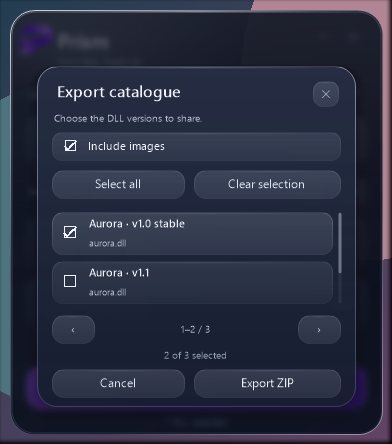 Prism
Export catalogue
Choose the DLL versions to share.
Include images
Select all
Clear selection
Aurora · v1.0 stable
aurora.dll
Aurora · v1.1
aurora.dll
‹
1–2 / 3
›
2 of 3 selected
Cancel
Export ZIP